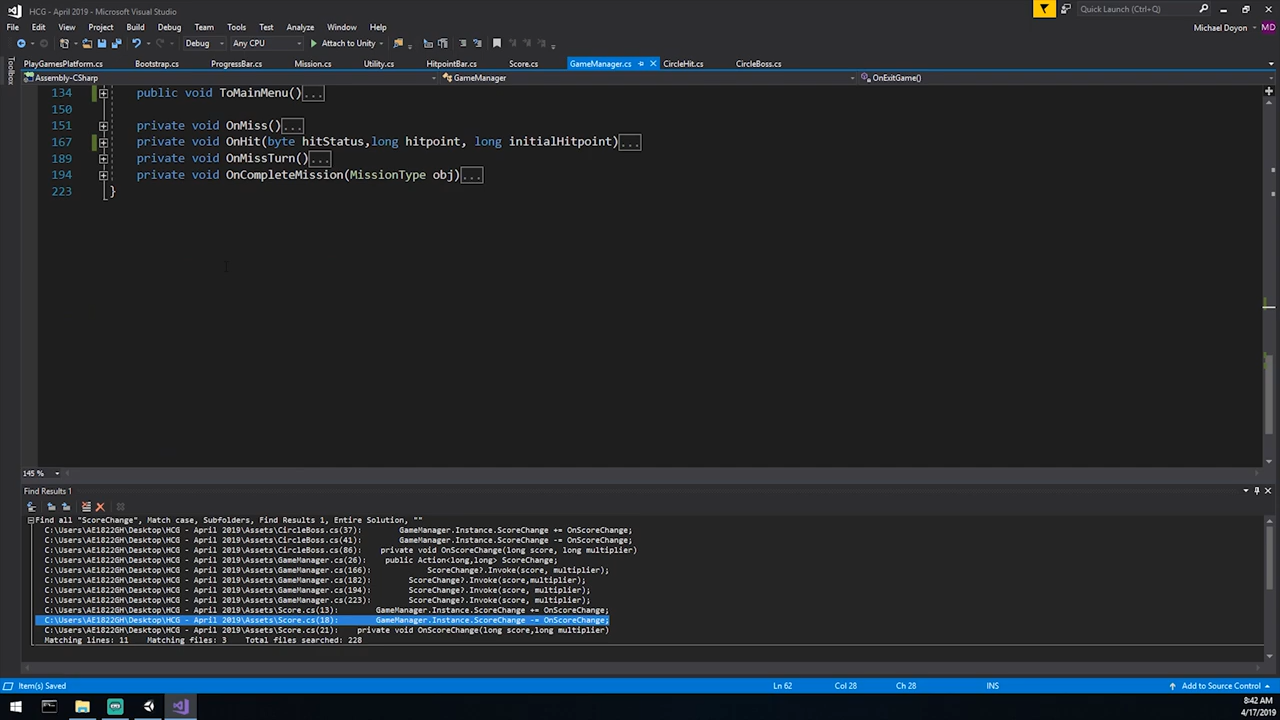 HCG - April 2019 - Microsoft Visual Studio
Quick Launch (Ctrl+Q)
File Edit View Project Build Debug Team Tools Test Analyze Window Help
Michael Doyon MD
Debug Any CPU Attach to Unity
Toolbox
PlayGamesPlatform.cs Bootstrap.cs ProgressBar.cs Mission.cs Utility.cs HitpointBar.cs Score.cs GameManager.cs CircleHit.cs CircleBoss.cs
Assembly-CSharp GameManager OnExitGame()
134 public void ToMainMenu()...
150
151 private void OnMiss()...
167 private void OnHit(byte hitStatus,long hitpoint, long initialHitpoint)...
189 private void OnMissTurn()...
194 private void OnCompleteMission(MissionType obj)...
223 }
145 %
Find Results 1
Find all "ScoreChange", Match case, Subfolders, Find Results 1, Entire Solution, ""
C:\Users\AE1822GH\Desktop\HCG - April 2019\Assets\CircleBoss.cs(37): GameManager.Instance.ScoreChange += OnScoreChange;
C:\Users\AE1822GH\Desktop\HCG - April 2019\Assets\CircleBoss.cs(41): GameManager.Instance.ScoreChange -= OnScoreChange;
C:\Users\AE1822GH\Desktop\HCG - April 2019\Assets\CircleBoss.cs(86): private void OnScoreChange(long score, long multiplier)
C:\Users\AE1822GH\Desktop\HCG - April 2019\Assets\GameManager.cs(26): public Action<long,long> ScoreChange;
C:\Users\AE1822GH\Desktop\HCG - April 2019\Assets\GameManager.cs(166): ScoreChange?.Invoke(score, multiplier);
C:\Users\AE1822GH\Desktop\HCG - April 2019\Assets\GameManager.cs(182): ScoreChange?.Invoke(score,multiplier);
C:\Users\AE1822GH\Desktop\HCG - April 2019\Assets\GameManager.cs(194): ScoreChange?.Invoke(score,multiplier);
C:\Users\AE1822GH\Desktop\HCG - April 2019\Assets\GameManager.cs(223): ScoreChange?.Invoke(score,multiplier);
C:\Users\AE1822GH\Desktop\HCG - April 2019\Assets\Score.cs(13): GameManager.Instance.ScoreChange += OnScoreChange;
C:\Users\AE1822GH\Desktop\HCG - April 2019\Assets\Score.cs(18): GameManager.Instance.ScoreChange -= OnScoreChange;
C:\Users\AE1822GH\Desktop\HCG - April 2019\Assets\Score.cs(21): private void OnScoreChange(long score,long multiplier)
Matching lines: 11 Matching files: 3 Total files searched: 228
Item(s) Saved Ln 62 Col 28 Ch 28 INS Add to Source Control
8:42 AM
4/17/2019